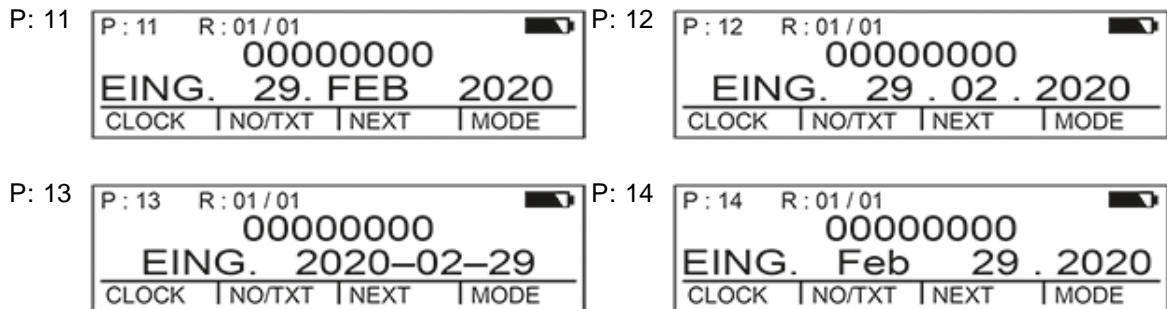 P: 11
P : 11 R : 01 / 01
00000000
EING. 29. FEB 2020
CLOCK NO/TXT NEXT MODE
P: 12
P : 12 R : 01 / 01
00000000
EING. 29 . 02 . 2020
CLOCK NO/TXT NEXT MODE
P: 13
P : 13 R : 01 / 01
00000000
EING. 2020–02–29
CLOCK NO/TXT NEXT MODE
P: 14
P : 14 R : 01 / 01
00000000
EING. Feb 29 . 2020
CLOCK NO/TXT NEXT MODE